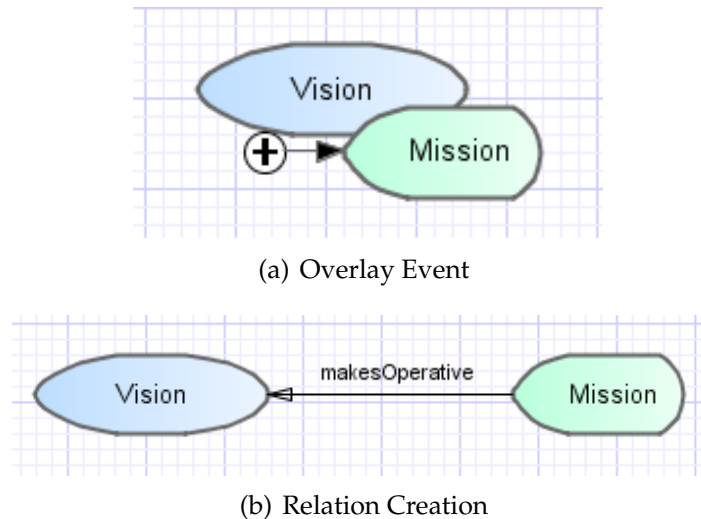 Vision
Mission
(a) Overlay Event
makesOperative
Vision
Mission
(b) Relation Creation